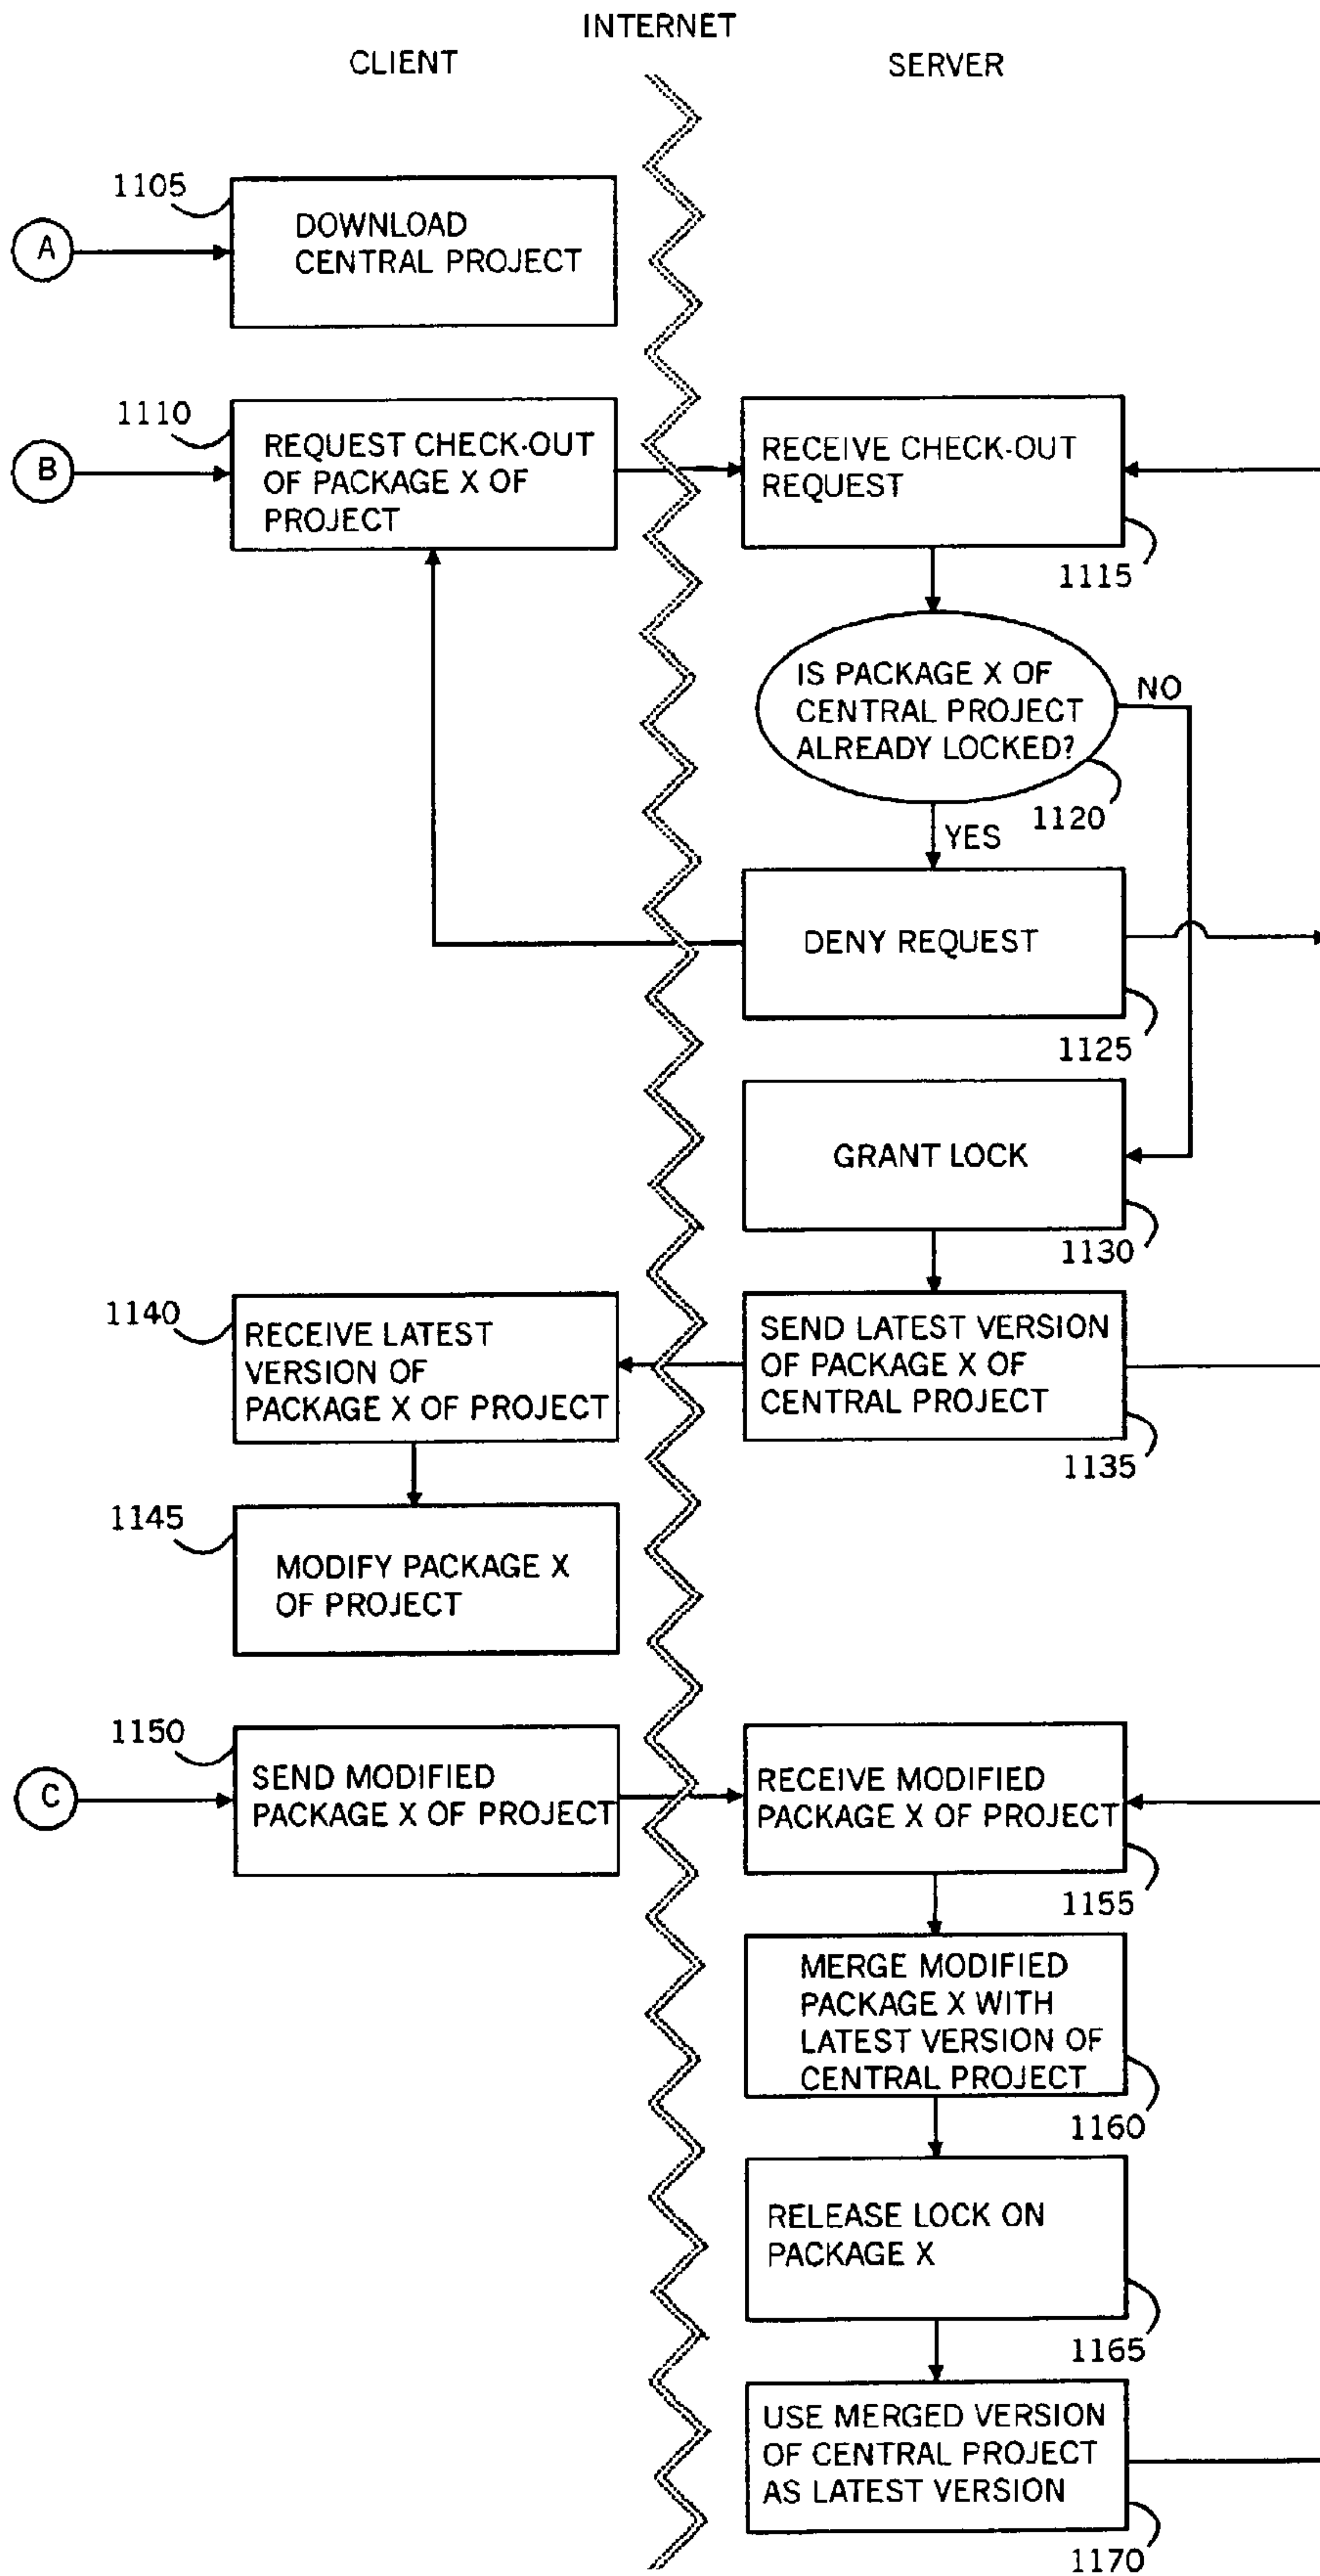 INTERNET
CLIENT
SERVER
1105
A
DOWNLOAD
CENTRAL PROJECT
1110
B
REQUEST CHECK-OUT
OF PACKAGE X OF
PROJECT
RECEIVE CHECK-OUT
REQUEST
1115
IS PACKAGE X OF
CENTRAL PROJECT
ALREADY LOCKED?
NO
1120
YES
DENY REQUEST
1125
GRANT LOCK
1130
1140
RECEIVE LATEST
VERSION OF
PACKAGE X OF PROJECT
SEND LATEST VERSION
OF PACKAGE X OF
CENTRAL PROJECT
1135
1145
MODIFY PACKAGE X
OF PROJECT
1150
C
SEND MODIFIED
PACKAGE X OF PROJECT
RECEIVE MODIFIED
PACKAGE X OF PROJECT
1155
MERGE MODIFIED
PACKAGE X WITH
LATEST VERSION OF
CENTRAL PROJECT
1160
RELEASE LOCK ON
PACKAGE X
1165
USE MERGED VERSION
OF CENTRAL PROJECT
AS LATEST VERSION
1170